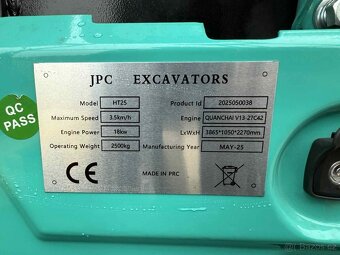 JPC EXCAVATORS
QC
PASS
Model HT25 Product Id 2025050038
Maximum Speed 3.5km/h Engine QUANCHAI V13-27C42
Engine Power 18kw LxWxH 3865*1050*2270mm
Operating Weight 2500kg Manufacturing Year MAY-25
CE MADE IN PRC